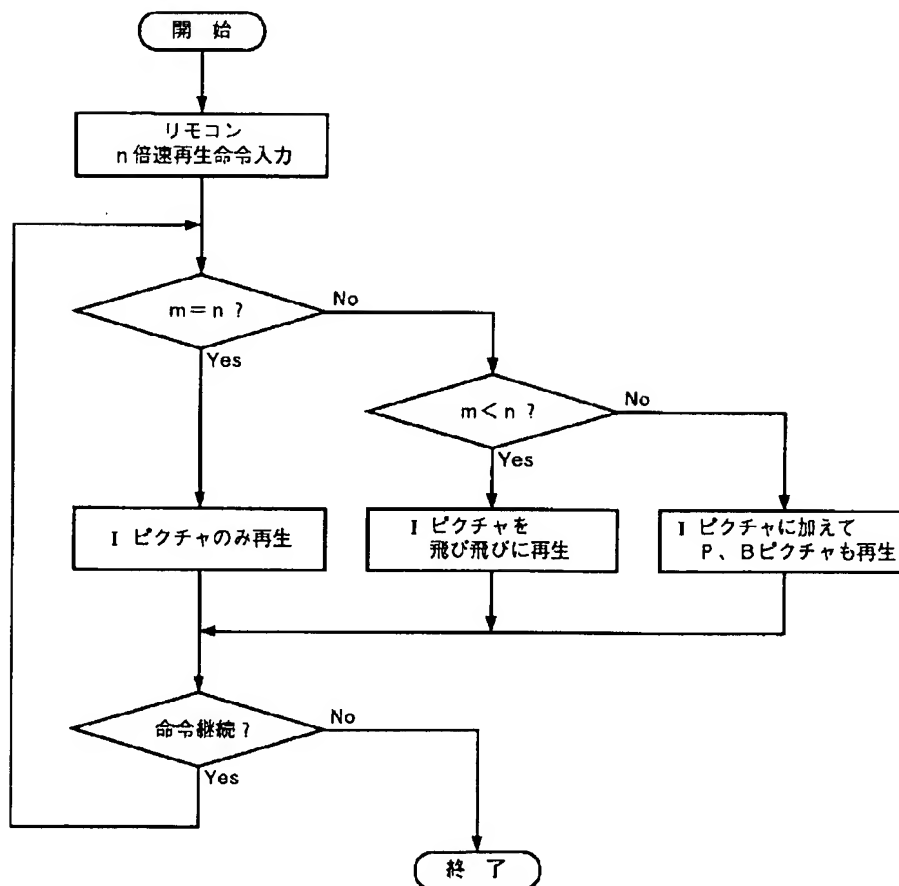 開 始
リモコン
n倍速再生命令入力
m=n ?
No
Yes
m<n ?
No
Yes
I ピクチャのみ再生
I ピクチャを
飛び飛びに再生
I ピクチャに加えて
P、Bピクチャも再生
命令継続?
No
Yes
終 了